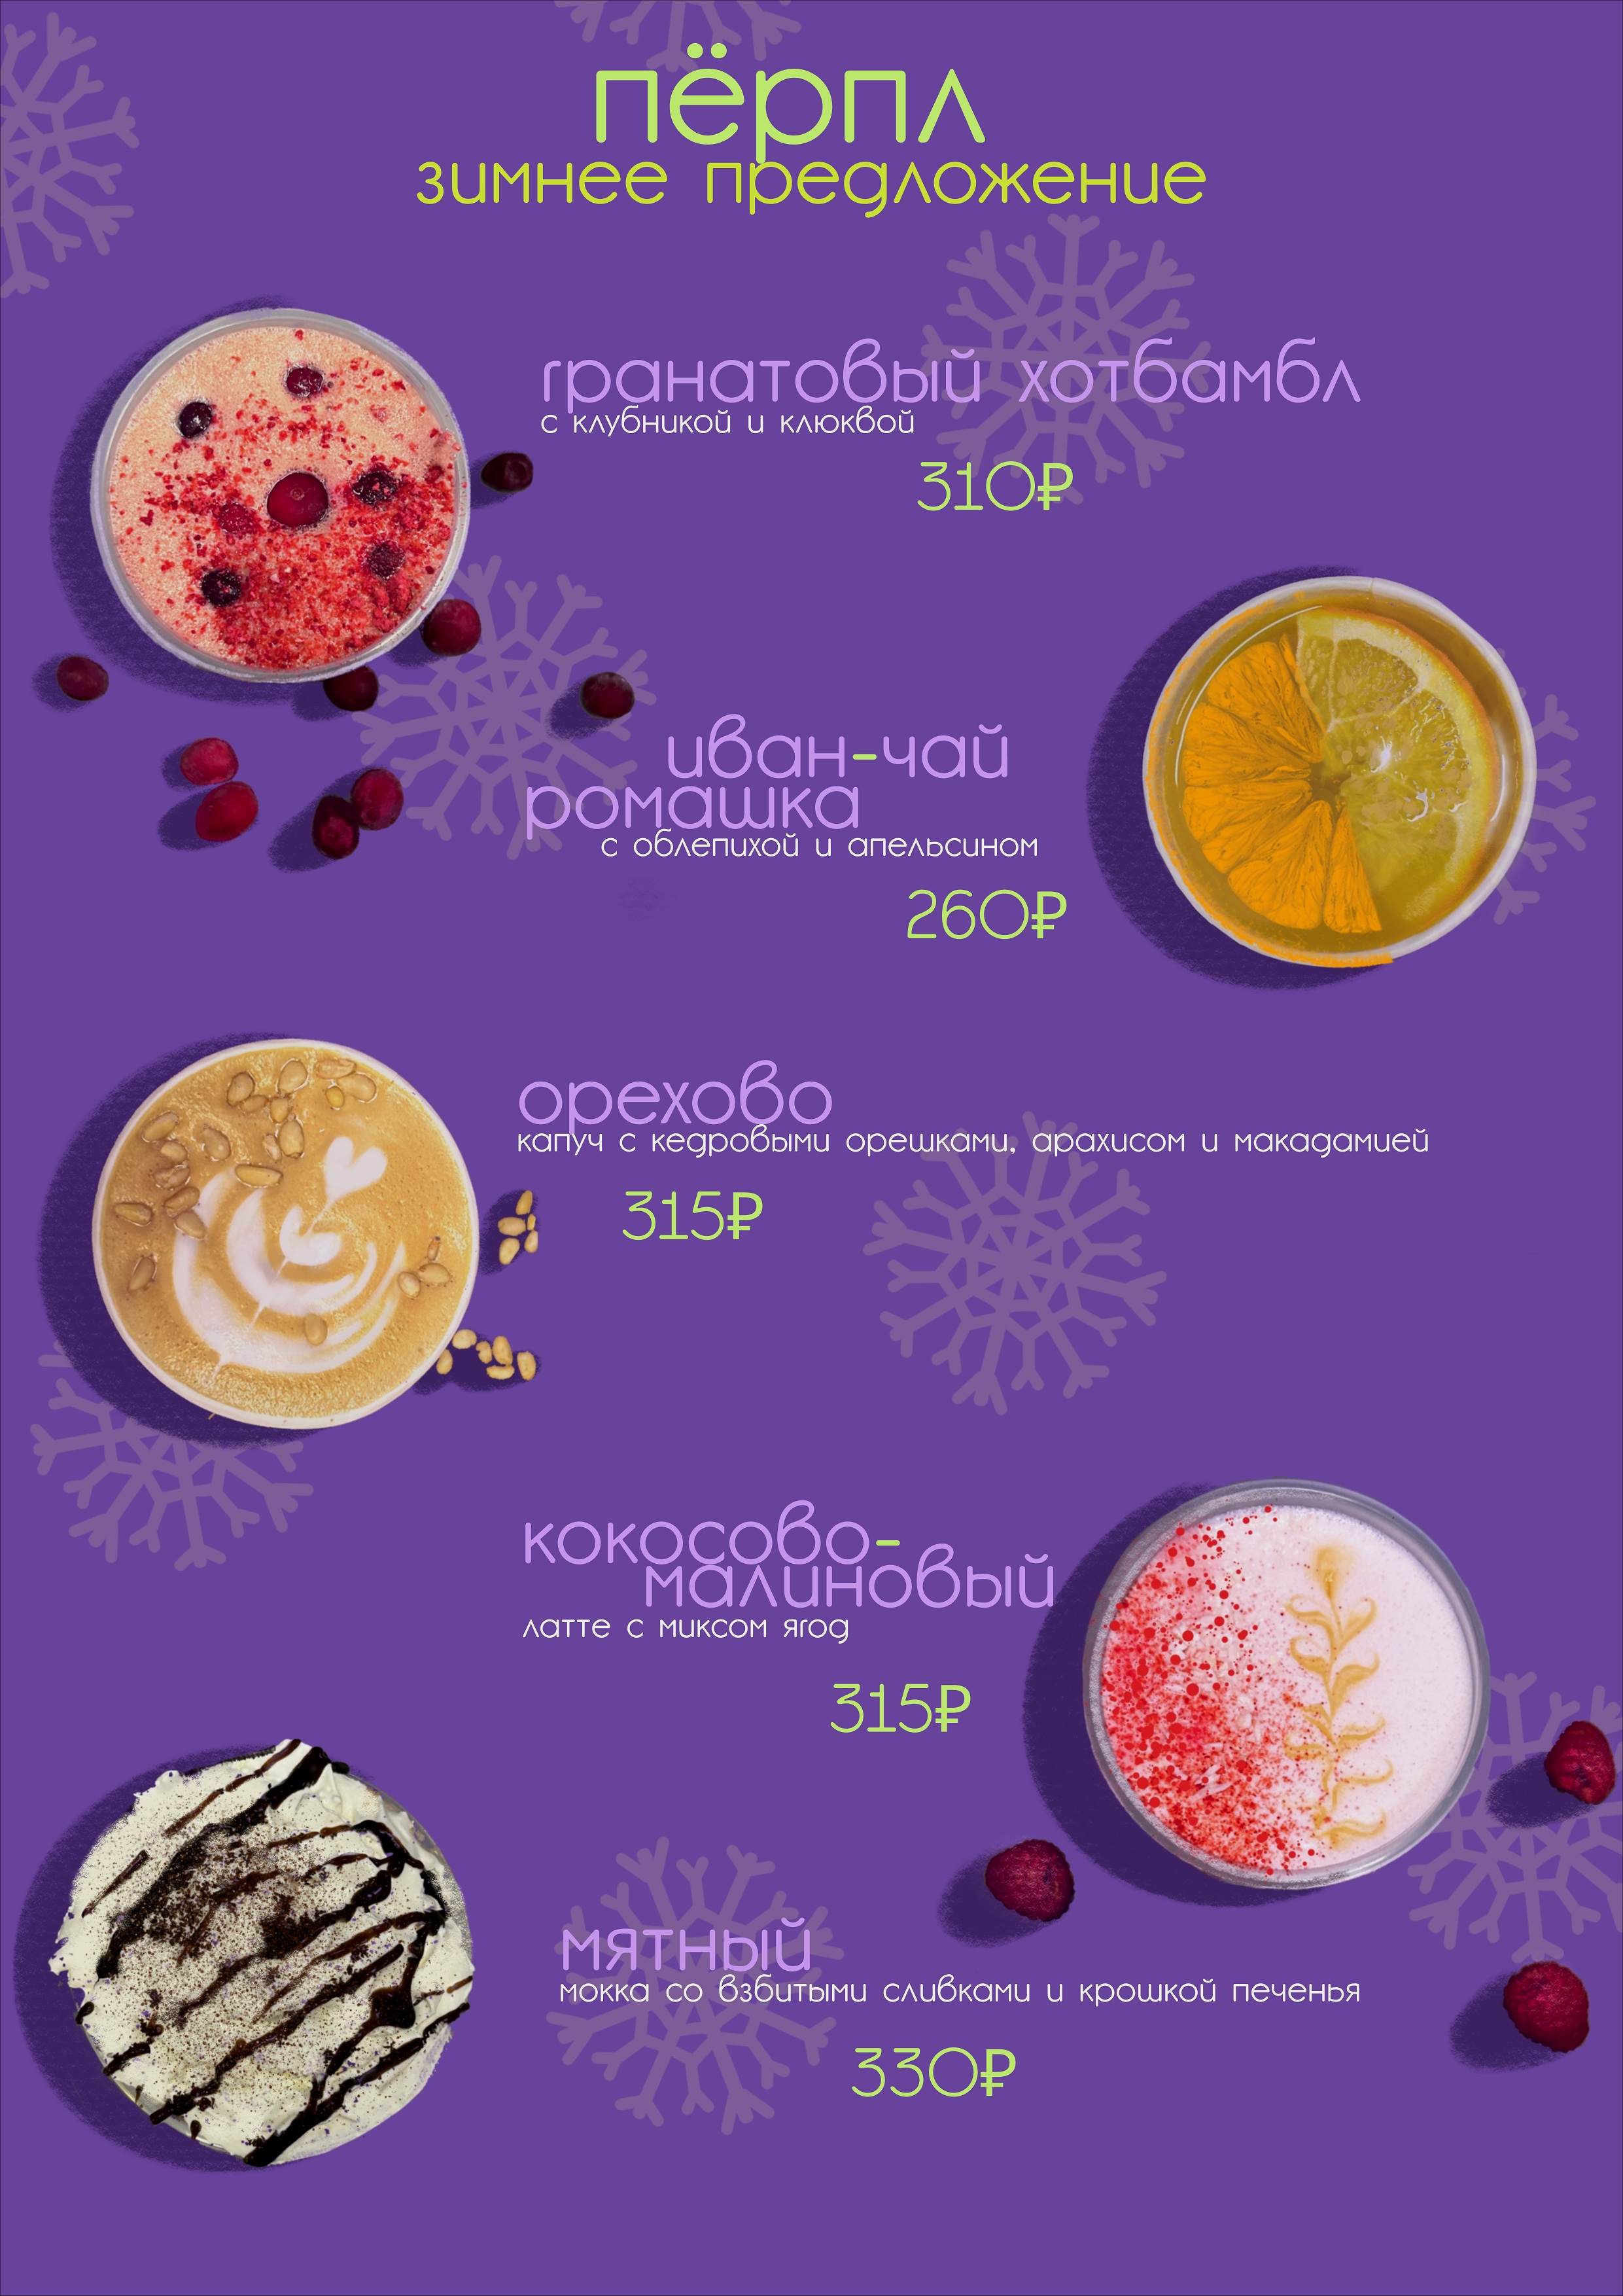 пёрпл
зимнее предложение
гранатовый хотбамбл
с клубникой и клюквой
310₽
иван-чай
ромашка
с облепихой и апельсином
260₽
орехово
капуч с кедровыми орешками, арахисом и макадамией
315₽
кокосово-
малиновый
латте с миксом ягод
315₽
мятный
мокка со взбитыми сливками и крошкой печенья
330₽